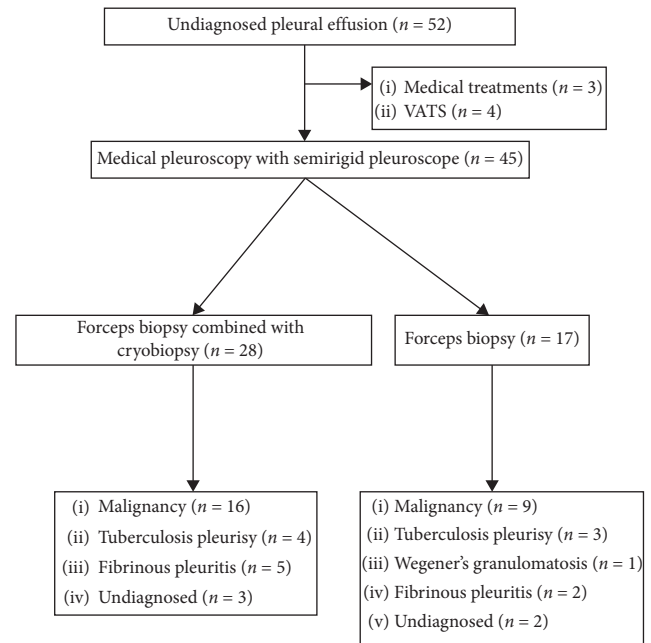 Undiagnosed pleural effusion (n = 52)
(i) Medical treatments (n = 3)
(ii) VATS (n = 4)
Medical pleuroscopy with semirigid pleuroscope (n = 45)
Forceps biopsy combined with
cryobiopsy (n = 28)
Forceps biopsy (n = 17)
(i) Malignancy (n = 16)
(ii) Tuberculosis pleurisy (n = 4)
(iii) Fibrinous pleuritis (n = 5)
(iv) Undiagnosed (n = 3)
(i) Malignancy (n = 9)
(ii) Tuberculosis pleurisy (n = 3)
(iii) Wegener's granulomatosis (n = 1)
(iv) Fibrinous pleuritis (n = 2)
(v) Undiagnosed (n = 2)